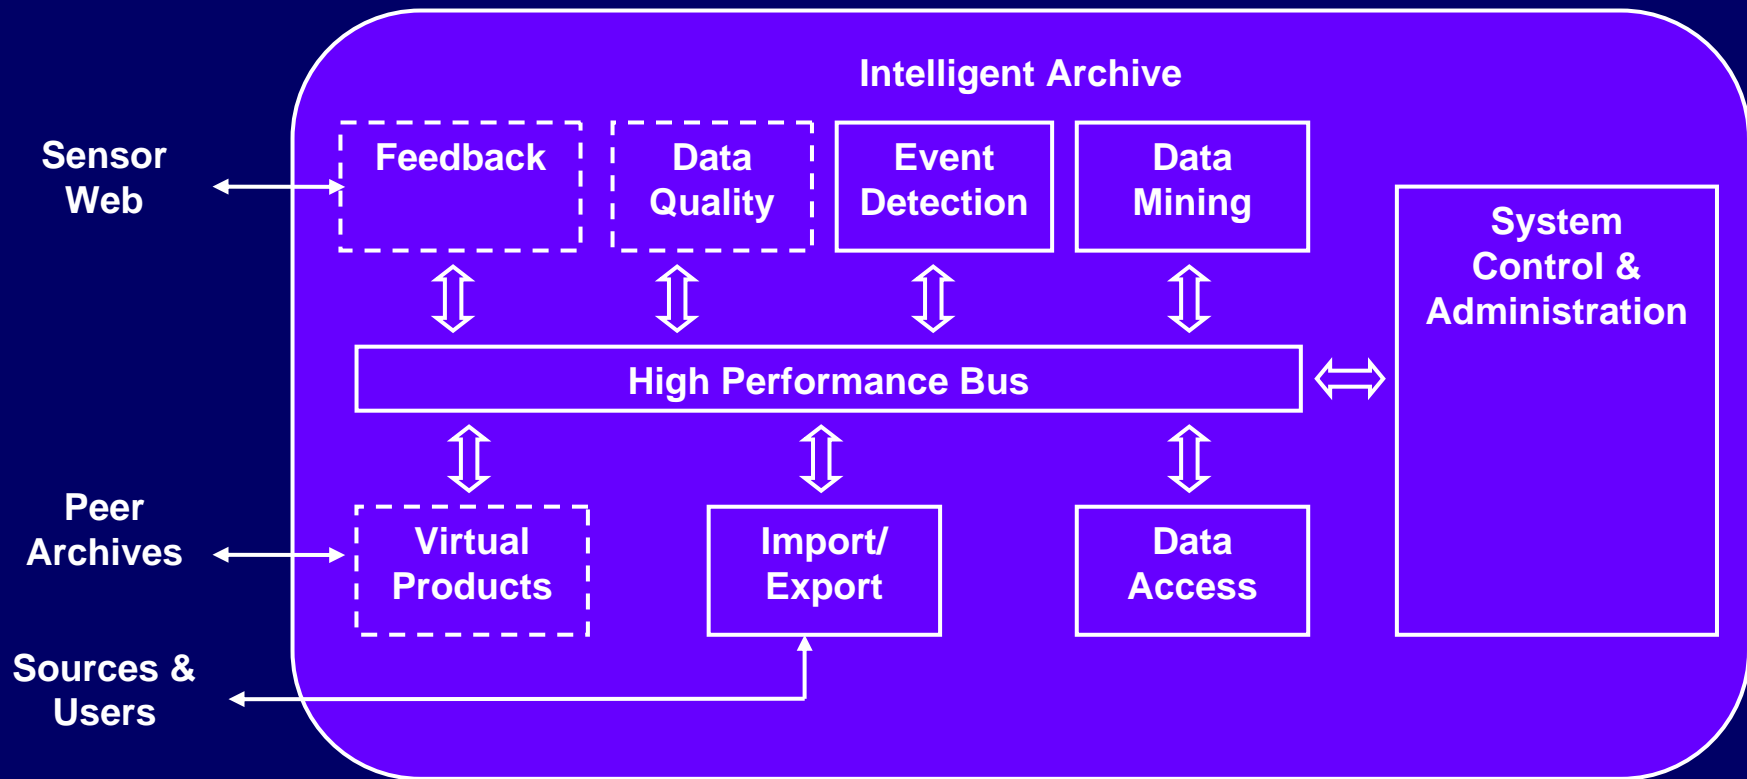 Intelligent Archive
Sensor
Web
Feedback
Data
Quality
Event
Detection
Data
Mining
System
Control &
Administration
High Performance Bus
Peer
Archives
Virtual
Products
Import/
Export
Data
Access
Sources &
Users